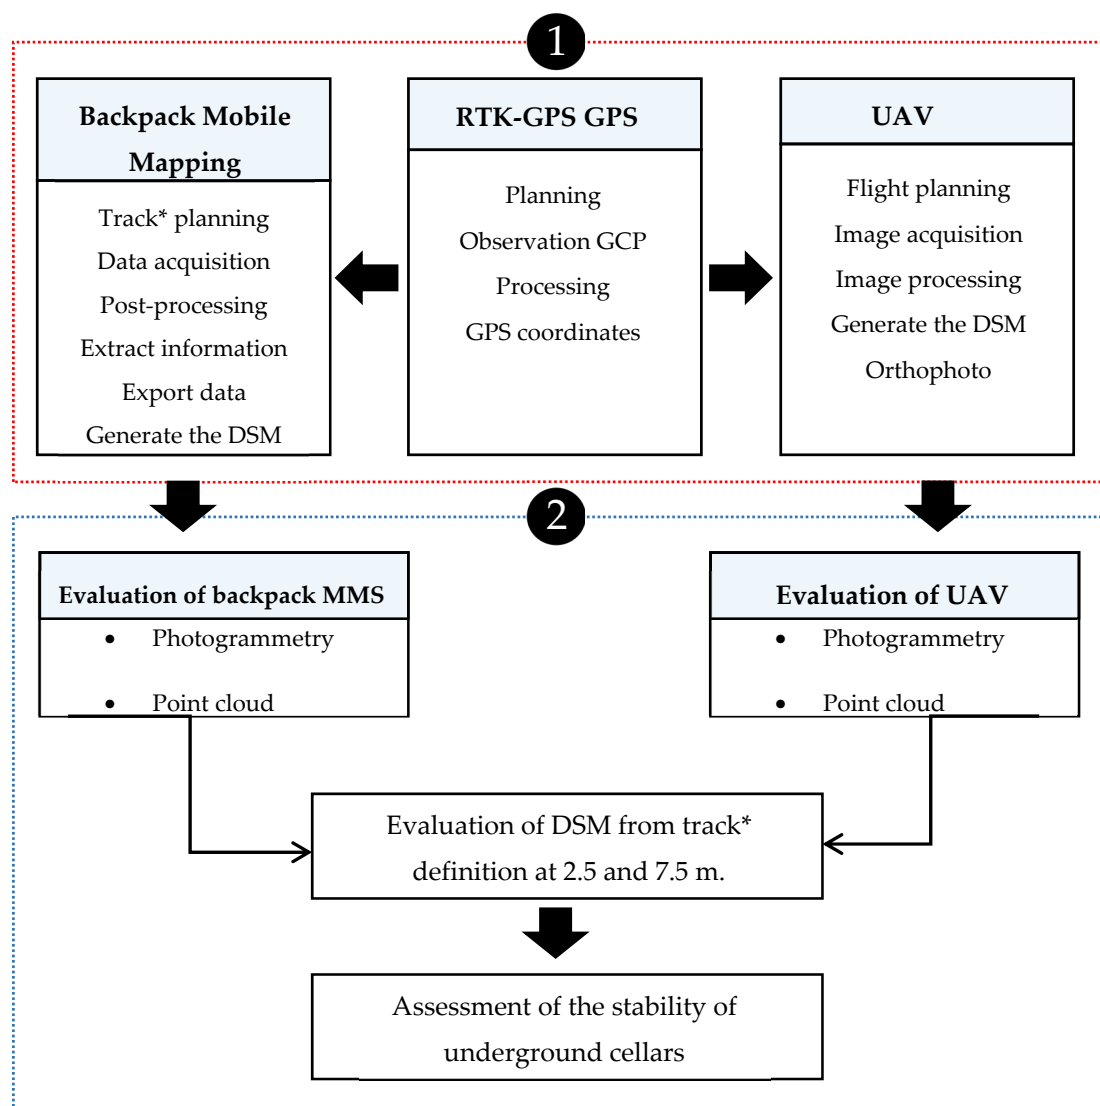 1
Backpack Mobile
Mapping
Track* planning
Data acquisition
Post-processing
Extract information
Export data
Generate the DSM
RTK-GPS GPS
Planning
Observation GCP
Processing
GPS coordinates
UAV
Flight planning
Image acquisition
Image processing
Generate the DSM
Orthophoto
2
Evaluation of backpack MMS
• Photogrammetry
• Point cloud
Evaluation of UAV
• Photogrammetry
• Point cloud
Evaluation of DSM from track*
definition at 2.5 and 7.5 m.
Assessment of the stability of
underground cellars